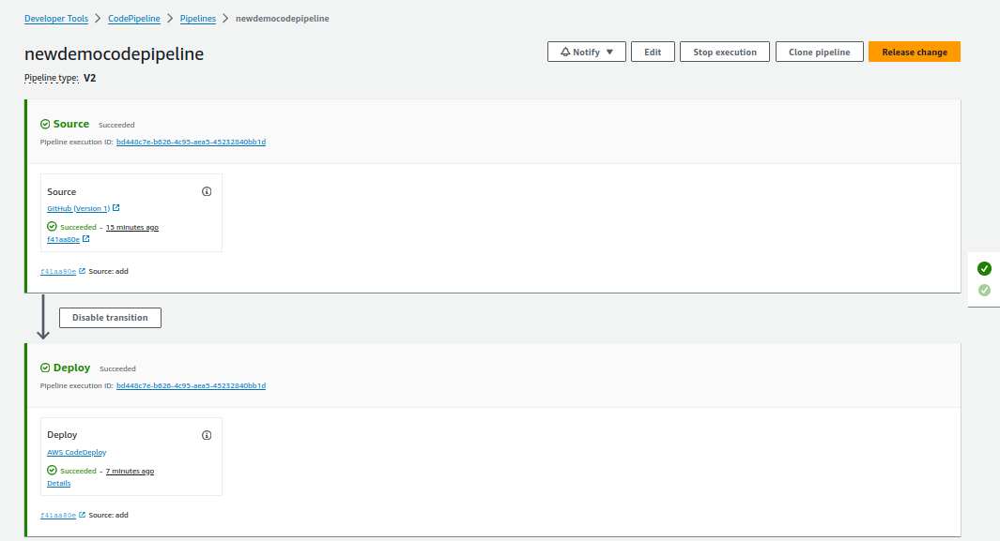 Developer Tools > CodePipeline > Pipelines > newdemocodepipeline
newdemocodepipeline
Notify Edit Stop execution Clone pipeline Release change
Pipeline type: V2
Source Succeeded
Pipeline execution ID: bd448c7e-b626-4c95-aea5-45232840bb1d
Source
GitHub (Version 1)
Succeeded - 15 minutes ago
f41aa80e
f41aa80e Source: add
Disable transition
Deploy Succeeded
Pipeline execution ID: bd448c7e-b626-4c95-aea5-45232840bb1d
Deploy
AWS CodeDeploy
Succeeded - 7 minutes ago
Details
f41aa80e Source: add